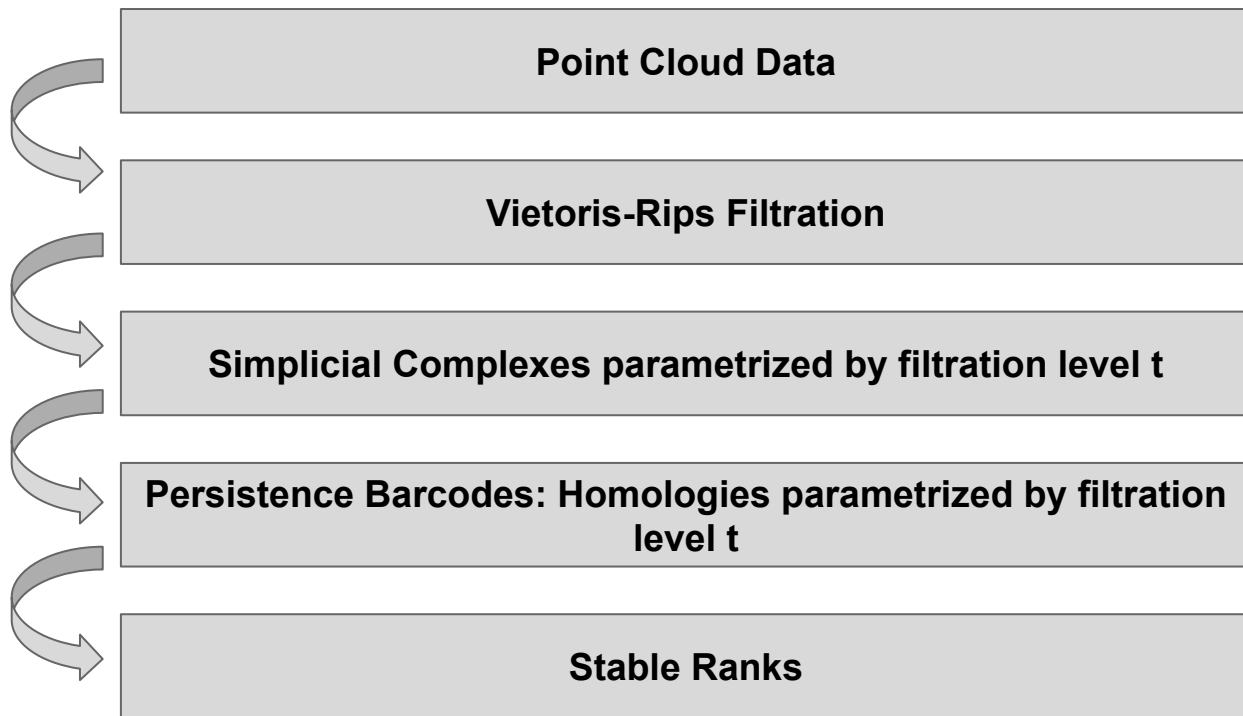 Point Cloud Data
Vietoris-Rips Filtration
Simplicial Complexes parametrized by filtration level t
Persistence Barcodes: Homologies parametrized by filtration
level t
Stable Ranks